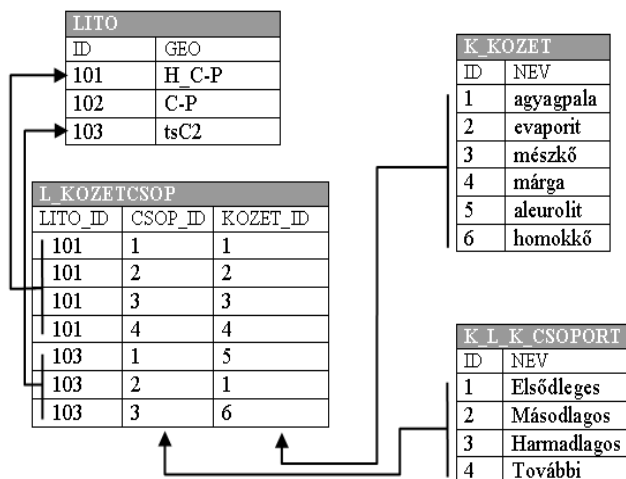 LITO
ID GEO
101 H_C-P
102 C-P
103 tsC2
K_KOZET
ID NEV
1 agyagpala
2 evaporit
3 mészkő
4 márga
5 aleurolit
6 homokkő
L_KOZETCSOP
LITO_ID CSOP_ID KOZET_ID
101 1 1
101 2 2
101 3 3
101 4 4
103 1 5
103 2 1
103 3 6
K_L_K_CSOPORT
ID NEV
1 Elsődleges
2 Másodlagos
3 Harmadlagos
4 További